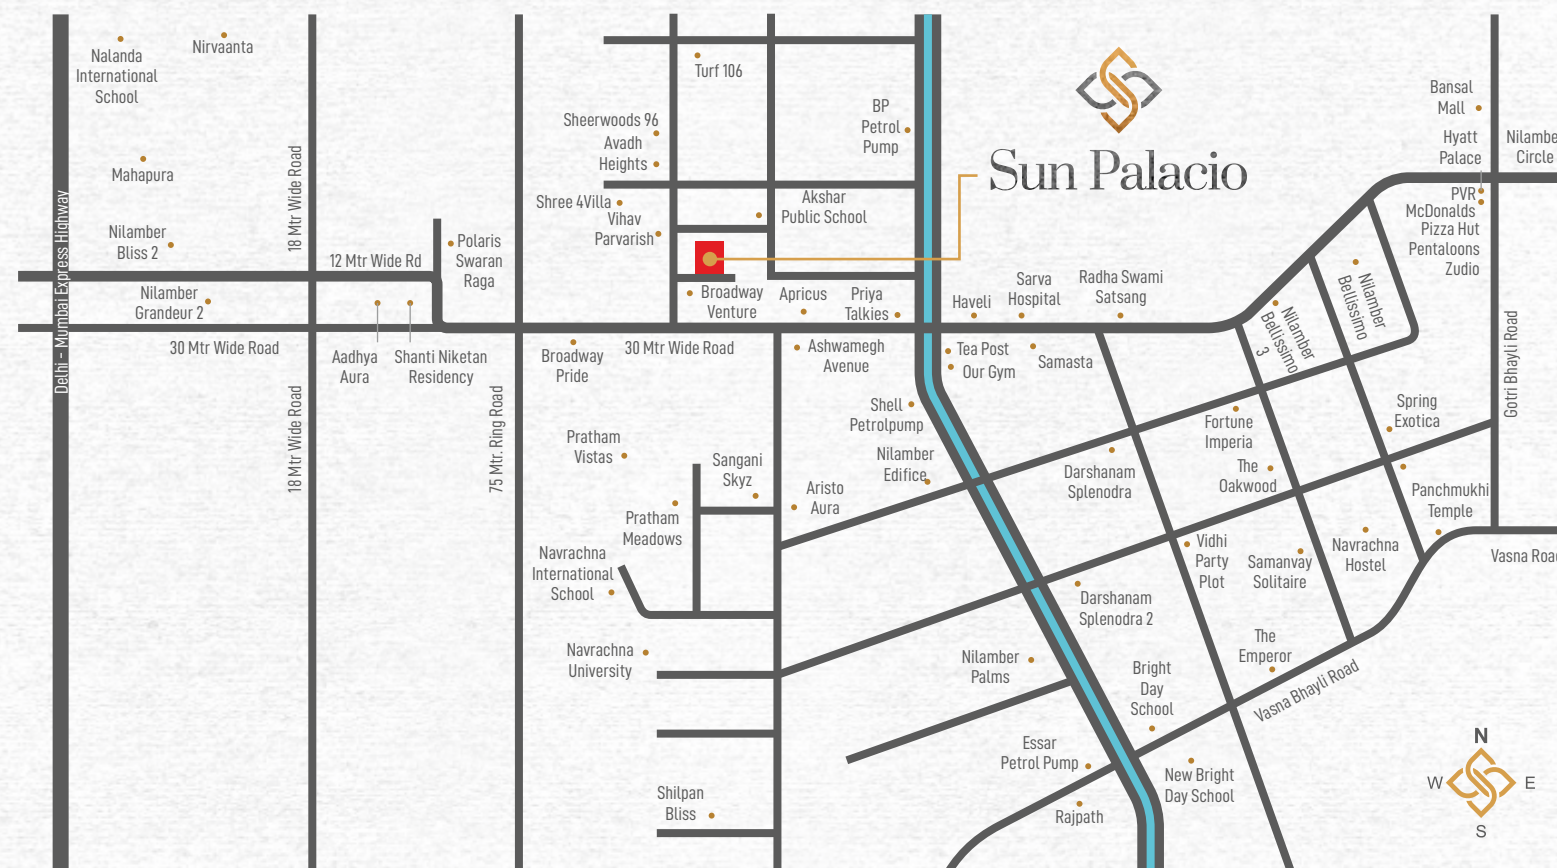 Nalanda
International
School
Nirvaanta
Mahapura
Nilamber
Bliss 2
Delhi - Mumbai Express Highway
18 Mtr Wide Road
12 Mtr Wide Rd
Nilamber
Grandeur 2
30 Mtr Wide Road
Aadhya
Aura
Shanti Niketan
Residency
18 Mtr Wide Road
Polaris
Swaran
Raga
75 Mtr. Ring Road
Turf 106
Sheerwoods 96
Avadh
Heights
Shree 4Villa
Vihav
Parvarish
Akshar
Public School
BP
Petrol
Pump
Sun Palacio
Broadway
Venture
Apricus
Priya
Talkies
Haveli
Sarva
Hospital
Radha Swami
Satsang
Broadway
Pride
30 Mtr Wide Road
Ashwamegh
Avenue
Tea Post
Our Gym
Samasta
Shell
Petrolpump
Nilamber
Edifice
Pratham
Vistas
Sangani
Skyz
Aristo
Aura
Pratham
Meadows
Navrachna
International
School
Navrachna
University
Shilpan
Bliss
Bansal
Mall
Hyatt
Palace
Nilambe
Circle
PVR
McDonalds
Pizza Hut
Pentaloons
Zudio
Nilamber
Bellissimo
Nilamber
Bellissimo
3
Gotri Bhayli Road
Spring
Exotica
Fortune
Imperia
The
Oakwood
Darshanam
Splenodra
Panchmukhi
Temple
Navrachna
Hostel
Vasna Road
Vidhi
Party
Plot
Samanvay
Solitaire
Darshanam
Splenodra 2
The
Emperor
Nilamber
Palms
Bright
Day
School
Vasna Bhayli Road
Essar
Petrol Pump
New Bright
Day School
Rajpath
N
W
E
S